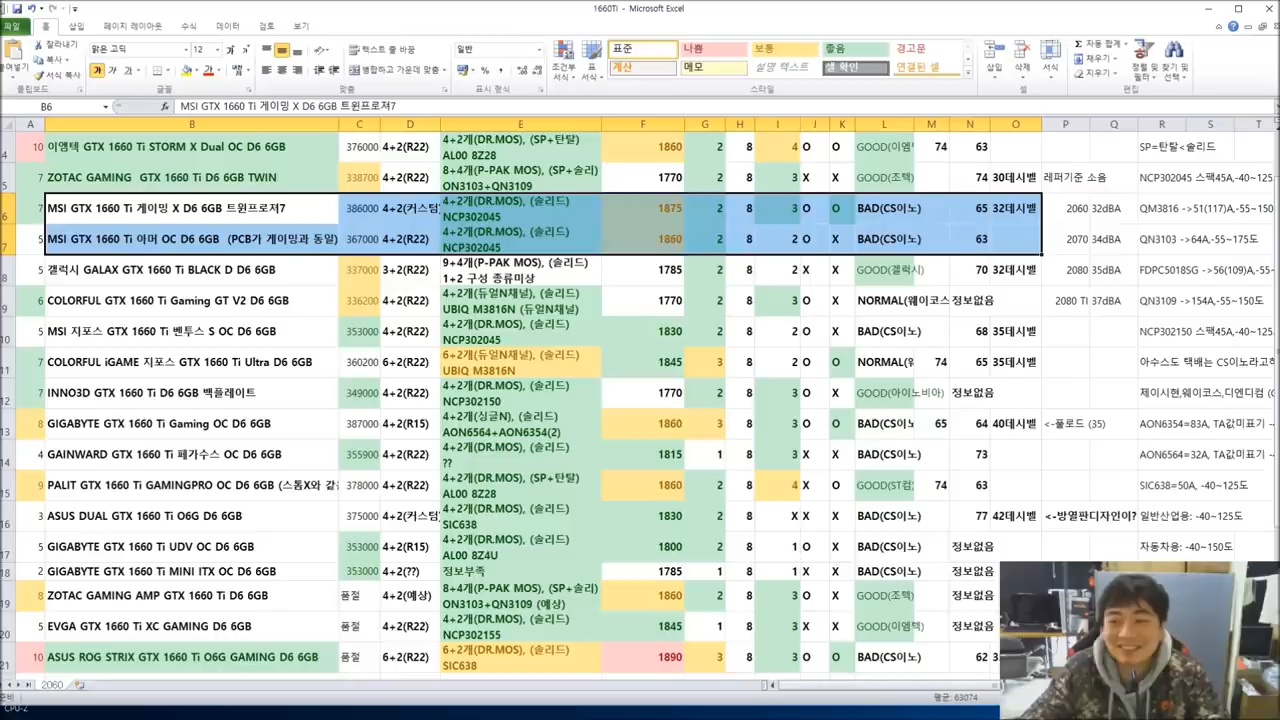 1660Ti - Microsoft Excel
파일 홈 삽입 페이지 레이아웃 수식 데이터 검토 보기
잘라내기
복사
서식 복사
맑은 고딕 12
텍스트 줄 바꿈
병합하고 가운데 맞춤
일반
조건부 서식
표 서식
표준 나쁨 보통 좋음 경고문
계산 메모 설명 텍스트 셀 확인 연결된 셀
삽입 삭제 서식
자동 합계
채우기
지우기
정렬 및 필터
찾기 및 선택
클립보드 글꼴 맞춤 표시 형식 스타일 셀 편집
B6 fx MSI GTX 1660 Ti 게이밍 X D6 6GB 트윈프로져7
A B C D E F G H I J K L M N O P Q R S T
4 10 이엠텍 GTX 1660 Ti STORM X Dual OC D6 6GB 376000 4+2(R22) 4+2개(DR.MOS), (SP+탄탈) AL00 8Z28 1860 2 8 4 O O GOOD(이엠 74 63 SP=탄탈<솔리드
5 7 ZOTAC GAMING GTX 1660 Ti D6 6GB TWIN 338700 4+2(R22) 8+4개(P-PAK MOS), (SP+솔리) QN3103+QN3109 1770 2 8 3 X X GOOD(조텍) 74 30데시벨 레퍼기준 소음 NCP302045 스팩45A,-40~125
6 7 MSI GTX 1660 Ti 게이밍 X D6 6GB 트윈프로져7 386000 4+2(커스텀 4+2개(DR.MOS), (솔리드) NCP302045 1875 2 8 3 O O BAD(CS이노) 65 32데시벨 2060 32dBA QM3816 ->51(117)A,-55~150
7 5 MSI GTX 1660 Ti 아머 OC D6 6GB (PCB가 게이밍과 동일) 367000 4+2(R22) 4+2개(DR.MOS), (솔리드) NCP302045 1860 2 8 2 O X BAD(CS이노) 63 2070 34dBA QN3103 ->64A,-55~175도
8 5 갤럭시 GALAX GTX 1660 Ti BLACK D D6 6GB 337000 3+2(R22) 9+4개(P-PAK MOS), (솔리드) 1+2 구성 종류미상 1785 2 8 2 X X GOOD(겔럭시) 70 32데시벨 2080 35dBA FDPC5018SG ->56(109)A,-55~
9 6 COLORFUL GTX 1660 Ti Gaming GT V2 D6 6GB 336200 4+2(R22) 4+2개(듀얼N채널), (솔리드) UBIQ M3816N (듀얼N채널) 1770 2 8 3 O X NORMAL(웨이코스 정보없음 2080 TI 37dBA QN3109 ->154A,-55~150도
10 5 MSI 지포스 GTX 1660 Ti 벤투스 S OC D6 6GB 353000 4+2(R22) 4+2개(DR.MOS), (솔리드) NCP302045 1830 2 8 2 O X BAD(CS이노) 68 35데시벨 NCP302150 스팩45A,-40~125
11 7 COLORFUL iGAME 지포스 GTX 1660 Ti Ultra D6 6GB 360200 6+2(R22) 6+2개(듀얼N채널), (솔리드) UBIQ M3816N 1845 3 8 2 O O NORMAL(웨 74 65 35데시벨 아수스도 택배는 CS이노라고
12 7 INNO3D GTX 1660 Ti D6 6GB 백플레이트 349000 4+2(R22) 4+2개(DR.MOS), (솔리드) NCP302150 1770 2 8 3 O X GOOD(아이노비아) 74 정보없음 제이시현,웨이코스,디엔디컴
13 8 GIGABYTE GTX 1660 Ti Gaming OC D6 6GB 387000 4+2(R15) 4+2개(싱글N), (솔리드) AON6564+AON6354(2) 1860 3 8 3 O O BAD(CS이노) 65 64 40데시벨 <-풀로드 (35) AON6354=83A, TA값미표기
14 4 GAINWARD GTX 1660 Ti 페가수스 OC D6 6GB 355900 4+2(R22) 4+2개(DR.MOS), (솔리드) ?? 1815 1 8 3 X X BAD(CS이노) 73 AON6354=32A, TA값미표기
15 9 PALIT GTX 1660 Ti GAMINGPRO OC D6 6GB (스톰X와 같 378000 4+2(R22) 4+2개(DR.MOS), (SP+탄탈) AL00 8Z28 1860 2 8 4 X O GOOD(ST컴) 74 63 SIC638=50A, -40~125도
16 3 ASUS DUAL GTX 1660 Ti O6G D6 6GB 375000 4+2(커스텀 4+2개(DR.MOS), (솔리드) SIC638 1830 2 8 X X X BAD(CS이노) 77 42데시벨 <-방열판디자인이? 일반산업용: -40~125도
17 5 GIGABYTE GTX 1660 Ti UDV OC D6 6GB 353000 4+2(R15) 4+2개(DR.MOS), (솔리드) AL00 8Z4U 1800 2 8 1 O X BAD(CS이노) 정보없음 자동차용: -40~150도
18 2 GIGABYTE GTX 1660 Ti MINI ITX OC D6 6GB 353000 4+2(??) 정보부족 1785 1 8 1 X X BAD(CS이노) 정보없음
19 8 ZOTAC GAMING AMP GTX 1660 Ti D6 6GB 품절 4+2(예상) 8+4개(P-PAK MOS), (SP+솔리) QN3103+QN3109 (예상) 1860 2 8 3 O X GOOD(조텍) 정보없음
20 5 EVGA GTX 1660 Ti XC GAMING D6 6GB 품절 4+2(R22) 4+2개(DR.MOS), (솔리드) NCP302155 1845 1 8 3 X X GOOD(이엠텍) 정보없음
21 10 ASUS ROG STRIX GTX 1660 Ti O6G GAMING D6 6GB 품절 6+2(R22) 6+2개(DR.MOS), (솔리드) SIC638 1890 3 8 3 O O BAD(CS이노) 62
2060
평균: 63074
CPU-Z